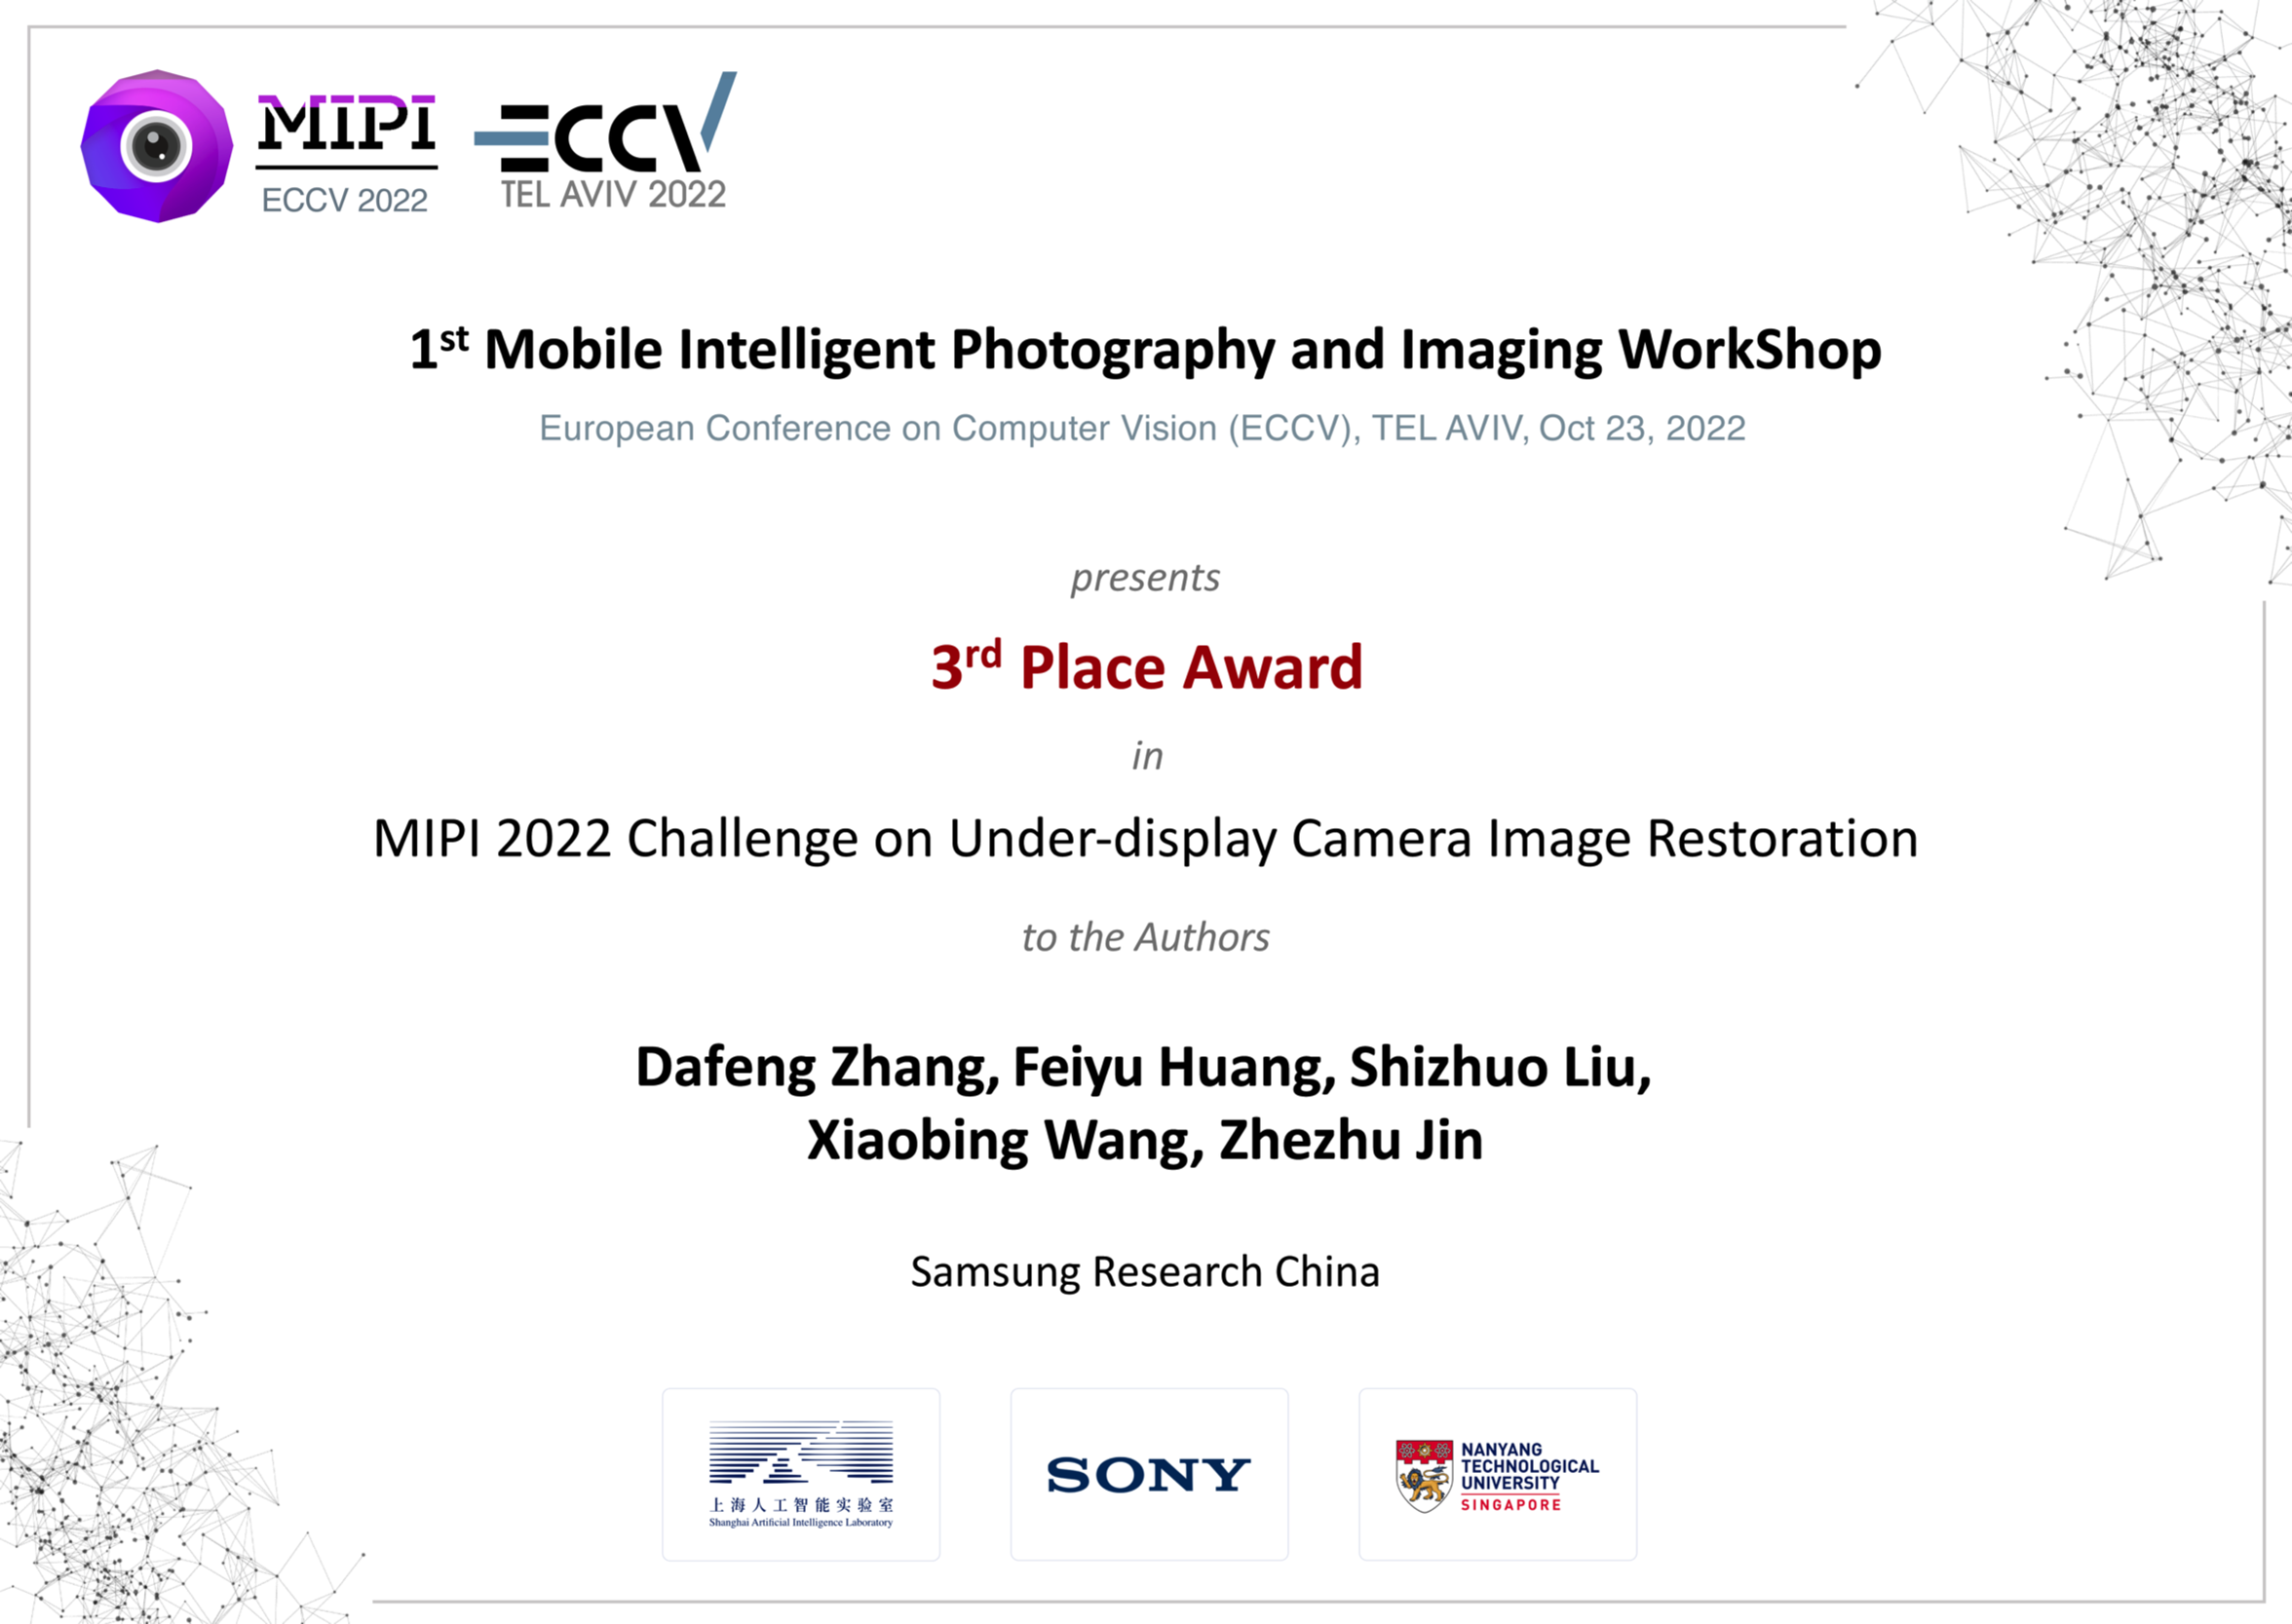 MIPI
ECCV 2022
ECCV
TEL AVIV 2022
1st Mobile Intelligent Photography and Imaging WorkShop
European Conference on Computer Vision (ECCV), TEL AVIV, Oct 23, 2022
presents
3rd Place Award
in
MIPI 2022 Challenge on Under-display Camera Image Restoration
to the Authors
Dafeng Zhang, Feiyu Huang, Shizhuo Liu,
Xiaobing Wang, Zhezhu Jin
Samsung Research China
上海人工智能实验室
Shanghai Artificial Intelligence Laboratory
SONY
NANYANG
TECHNOLOGICAL
UNIVERSITY
SINGAPORE